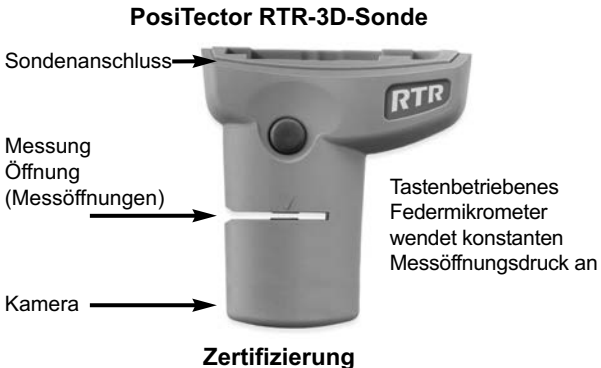 PosiTector RTR-3D-Sonde
Sondenanschluss
RTR
Messung
Öffnung
(Messöffnungen)
Tastenbetriebenes
Federmikrometer
wendet konstanten
Messöffnungsdruck an
Kamera
Zertifizierung